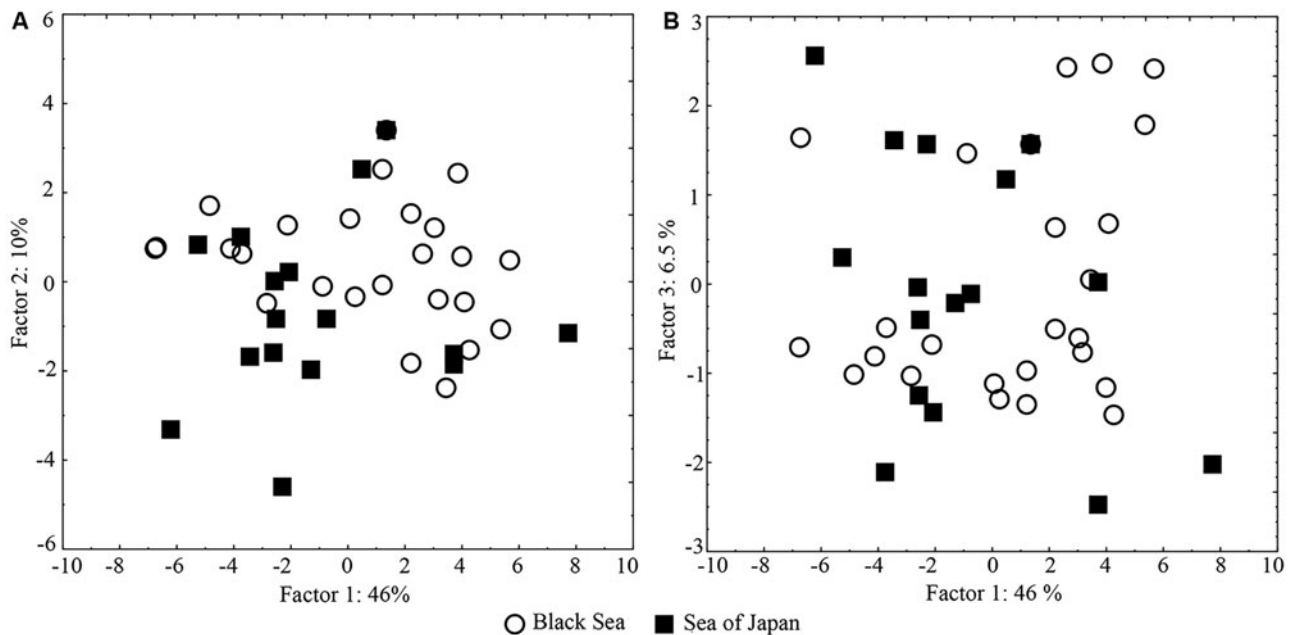 A
6
4
2
0
-2
-4
-6
-10 -8 -6 -4 -2 0 2 4 6 8 10
Factor 2: 10%
Factor 1: 46%
B
3
2
1
0
-1
-2
-3
-10 -8 -6 -4 -2 0 2 4 6 8 10
Factor 3: 6.5 %
Factor 1: 46 %
Black Sea Sea of Japan